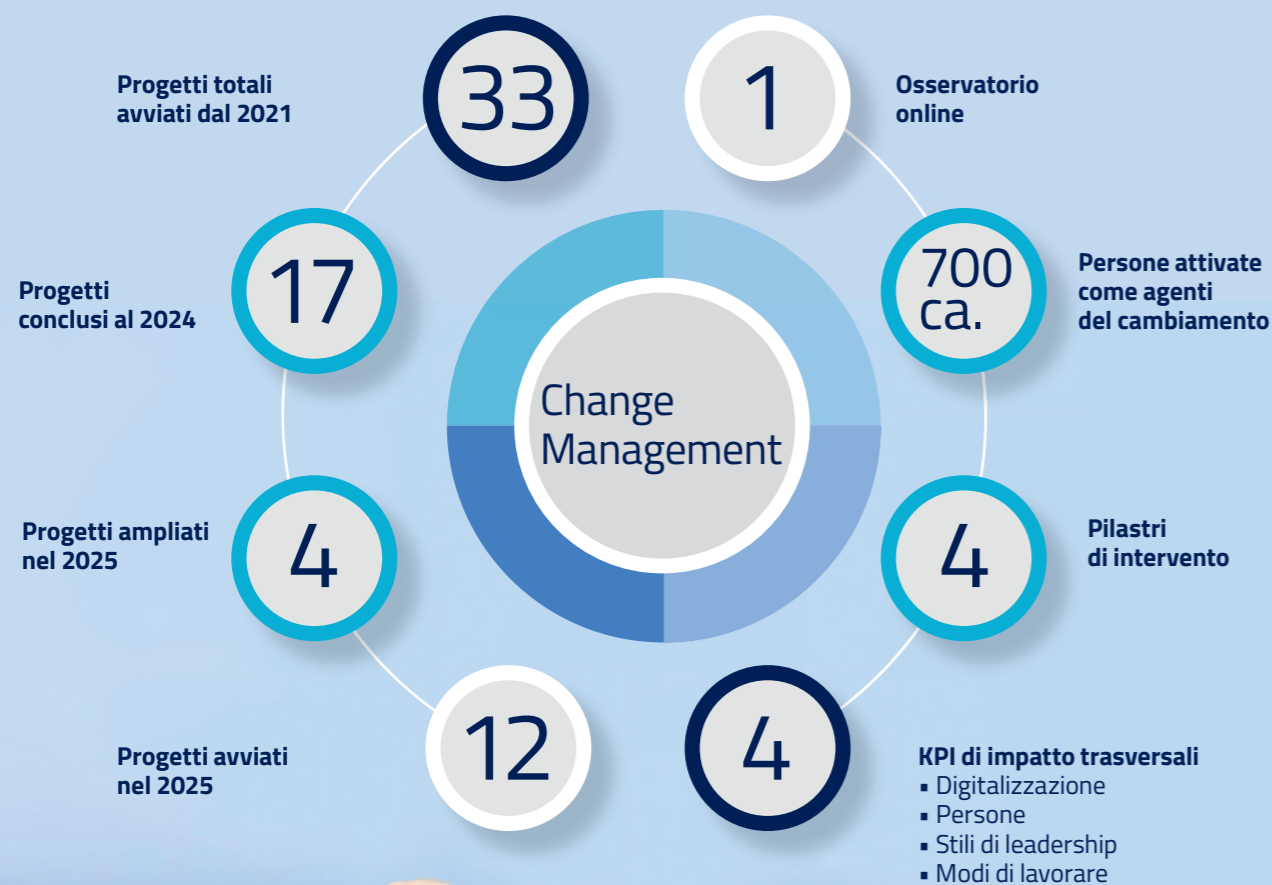 Progetti totali
avviati dal 2021
33
Progetti
conclusi al 2024
17
Progetti ampliati
nel 2025
4
Progetti avviati
nel 2025
12
Change
Management
1
Osservatorio
online
700
ca.
Persone attivate
come agenti
del cambiamento
4
Pilastri
di intervento
4
KPI di impatto trasversali
▪ Digitalizzazione
▪ Persone
▪ Stili di leadership
▪ Modi di lavorare